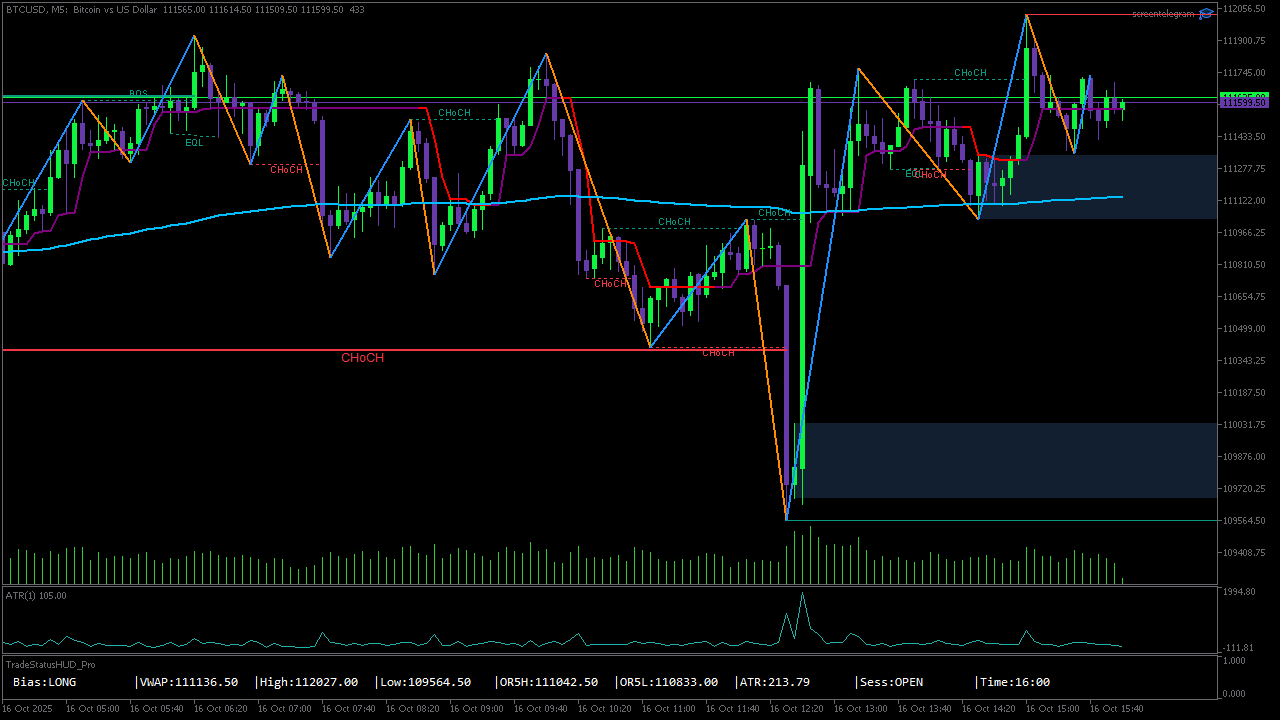 BTCUSD, M5: Bitcoin vs US Dollar 111565.00 111614.50 111509.50 111599.50 433
screentelegram
112056.50
111900.75
111745.00
111599.50
111433.50
111277.75
111122.00
110966.25
110810.50
110654.75
110499.00
110343.25
110187.50
110031.75
109876.00
109720.25
109564.50
109408.75
BOS
EQL
CHoCH
CHoCH
CHoCH
CHoCH
CHoCH
CHoCH
CHoCH
CHoCH
CHoCH
CHoCH
CHoCH
ATR(1) 105.00
1994.80
-111.81
TradeStatusHUD_Pro
1.000
Bias:LONG |VWAP:111136.50 |High:112027.00 |Low:109564.50 |OR5H:111042.50 |OR5L:110833.00 |ATR:213.79 |Sess:OPEN |Time:16:00
0.000
16 Oct 2025 16 Oct 05:00 16 Oct 05:40 16 Oct 06:20 16 Oct 07:00 16 Oct 07:40 16 Oct 08:20 16 Oct 09:00 16 Oct 09:40 16 Oct 10:20 16 Oct 11:00 16 Oct 11:40 16 Oct 12:20 16 Oct 13:00 16 Oct 13:40 16 Oct 14:20 16 Oct 15:00 16 Oct 15:40